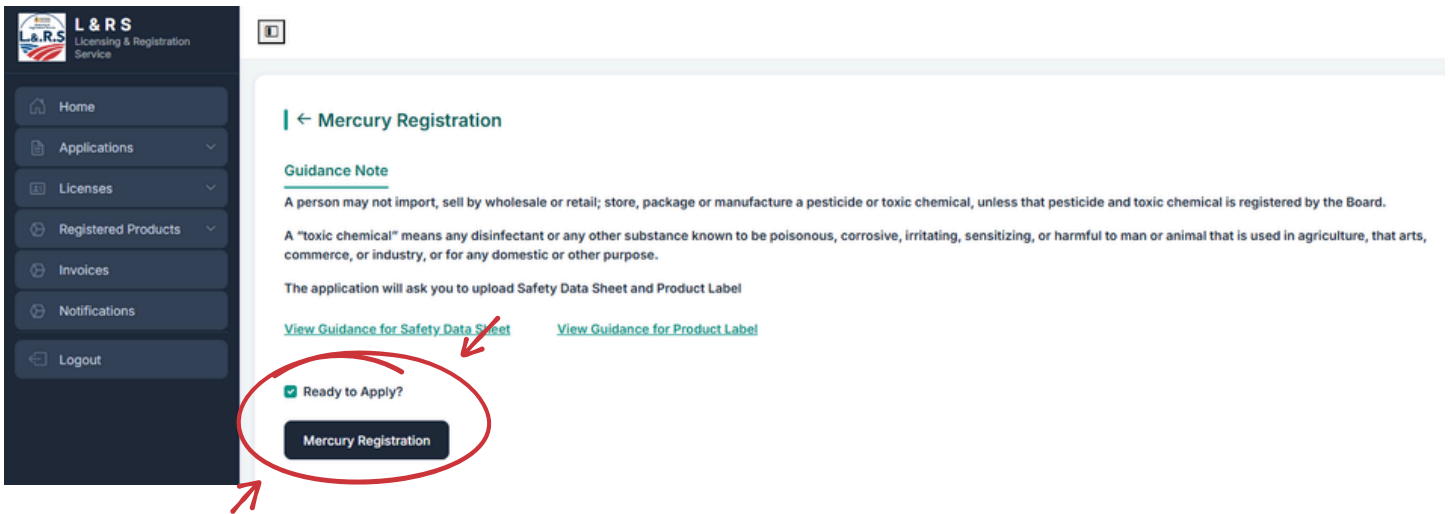 L & R S
Licensing & Registration
Service
L.&.R.S
Home
Applications
Licenses
Registered Products
Invoices
Notifications
Logout
← Mercury Registration
Guidance Note
A person may not import, sell by wholesale or retail; store, package or manufacture a pesticide or toxic chemical, unless that pesticide and toxic chemical is registered by the Board.
A “toxic chemical” means any disinfectant or any other substance known to be poisonous, corrosive, irritating, sensitizing, or harmful to man or animal that is used in agriculture, that arts,
commerce, or industry, or for any domestic or other purpose.
The application will ask you to upload Safety Data Sheet and Product Label
View Guidance for Safety Data Sheet View Guidance for Product Label
Ready to Apply?
Mercury Registration